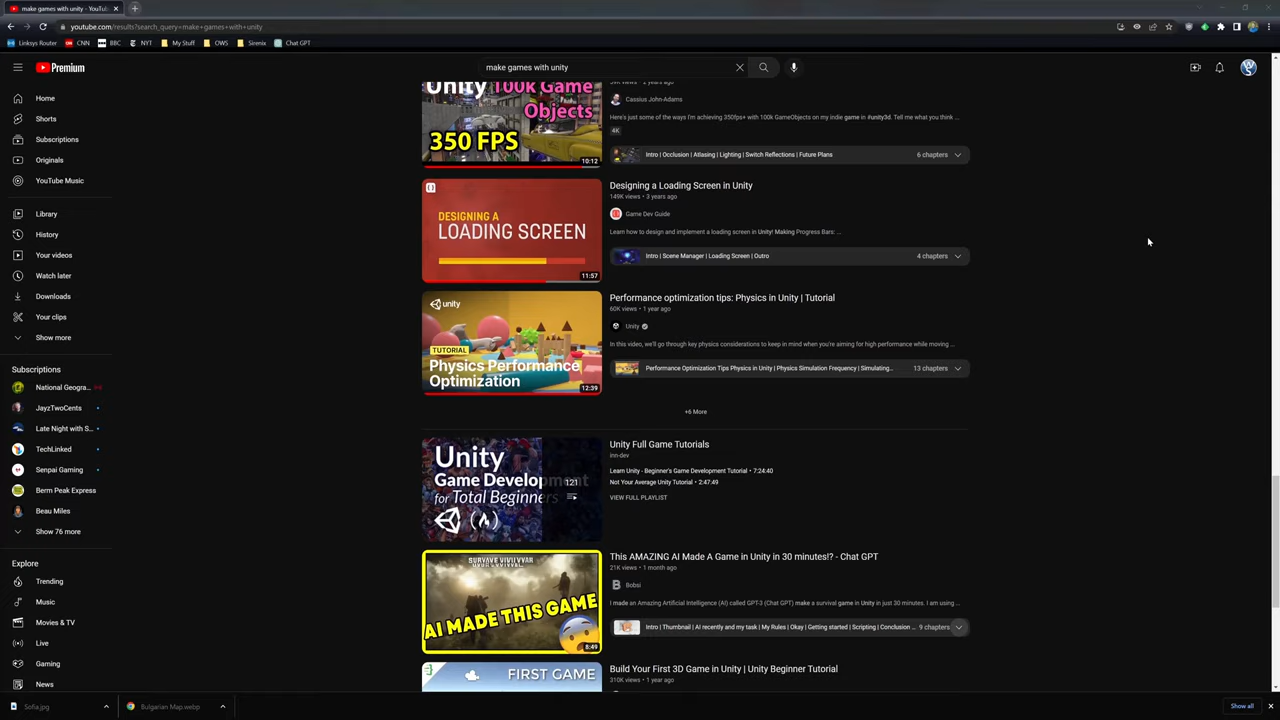 make games with unity - YouTu
youtube.com/results?search_query=make+games+with+unity
Linksys Router
CNN
BBC
NYT
My Stuff
OWS
Sirenix
Chat GPT
Premium
make games with unity
Home
Shorts
Subscriptions
Originals
YouTube Music
Library
History
Your videos
Watch later
Downloads
Your clips
Show more
Subscriptions
National Geogra...
JayzTwoCents
Late Night with S...
TechLinked
Senpai Gaming
Berm Peak Express
Beau Miles
Show 76 more
Explore
Trending
Music
Movies & TV
Live
Gaming
News
Unity 100k Game
Objects
350 FPS
10:12
Cassius John-Adams
Here's just some of the ways I'm achieving 350fps+ with 100k GameObjects on my indie game in #unity3d. Tell me what you think ...
4K
Intro | Occlusion | Atlasing | Lighting | Switch Reflections | Future Plans
6 chapters
DESIGNING A
LOADING SCREEN
11:57
Designing a Loading Screen in Unity
149K views • 3 years ago
Game Dev Guide
Learn how to design and implement a loading screen in Unity! Making Progress Bars: ...
Intro | Scene Manager | Loading Screen | Outro
4 chapters
unity
TUTORIAL
Physics Performance
Optimization
12:39
Performance optimization tips: Physics in Unity | Tutorial
60K views • 1 year ago
Unity
In this video, we'll go through key physics considerations to keep in mind when you're aiming for high performance while moving ...
Performance Optimization Tips Physics in Unity | Physics Simulation Frequency | Simulating...
13 chapters
+6 More
Unity
Game Development
for Total Beginners
121
Unity Full Game Tutorials
inn-dev
Learn Unity - Beginner's Game Development Tutorial • 7:24:40
Not Your Average Unity Tutorial • 2:47:49
VIEW FULL PLAYLIST
AI MADE THIS GAME
8:49
This AMAZING AI Made A Game in Unity in 30 minutes!? - Chat GPT
21K views • 1 month ago
Bobsi
I made an Amazing Artificial Intelligence (AI) called GPT-3 (Chat GPT) make a survival game in Unity in just 30 minutes. I am using ...
Intro | Thumbnail | AI recently and my task | My Rules | Okay | Getting started | Scripting | Conclusion ...
9 chapters
FIRST GAME
Build Your First 3D Game in Unity | Unity Beginner Tutorial
310K views • 1 year ago
Sofia.jpg
Bulgarian Map.webp
Show all